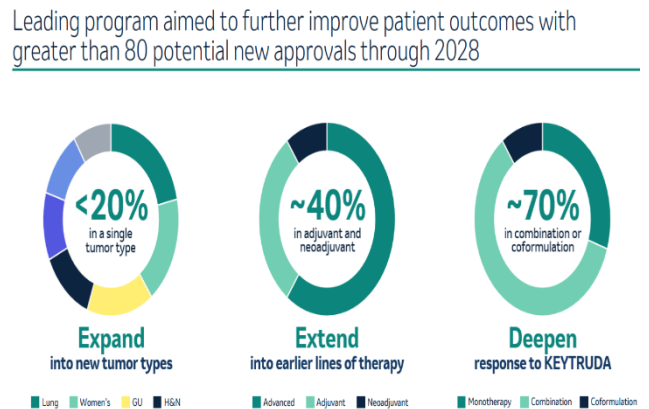 Leading program aimed to further improve patient outcomes with
greater than 80 potential new approvals through 2028
<20%
in a single
tumor type
Expand
into new tumor types
Lung Women's GU H&N
~40%
in adjuvant and
neoadjuvant
Extend
into earlier lines of therapy
Advanced Adjuvant Neoadjuvant
~70%
in combination or
coformulation
Deepen
response to KEYTRUDA
Monotherapy Combination Coformulation